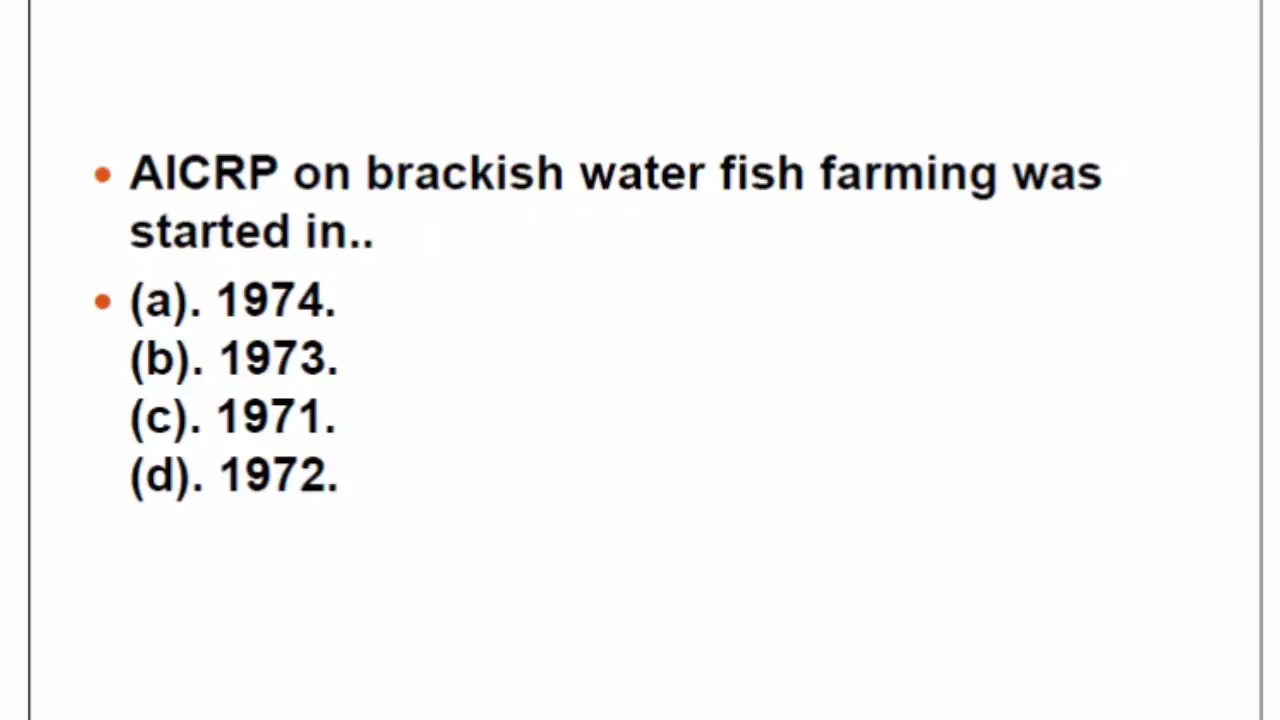 • AICRP on brackish water fish farming was
started in..
• (a). 1974.
(b). 1973.
(c). 1971.
(d). 1972.